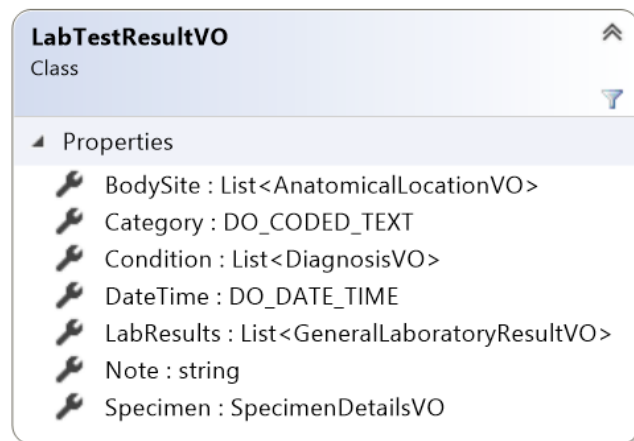 LabTestResultVO
Class
Properties
BodySite : List<AnatomicalLocationVO>
Category : DO_CODED_TEXT
Condition : List<DiagnosisVO>
DateTime : DO_DATE_TIME
LabResults : List<GeneralLaboratoryResultVO>
Note : string
Specimen : SpecimenDetailsVO